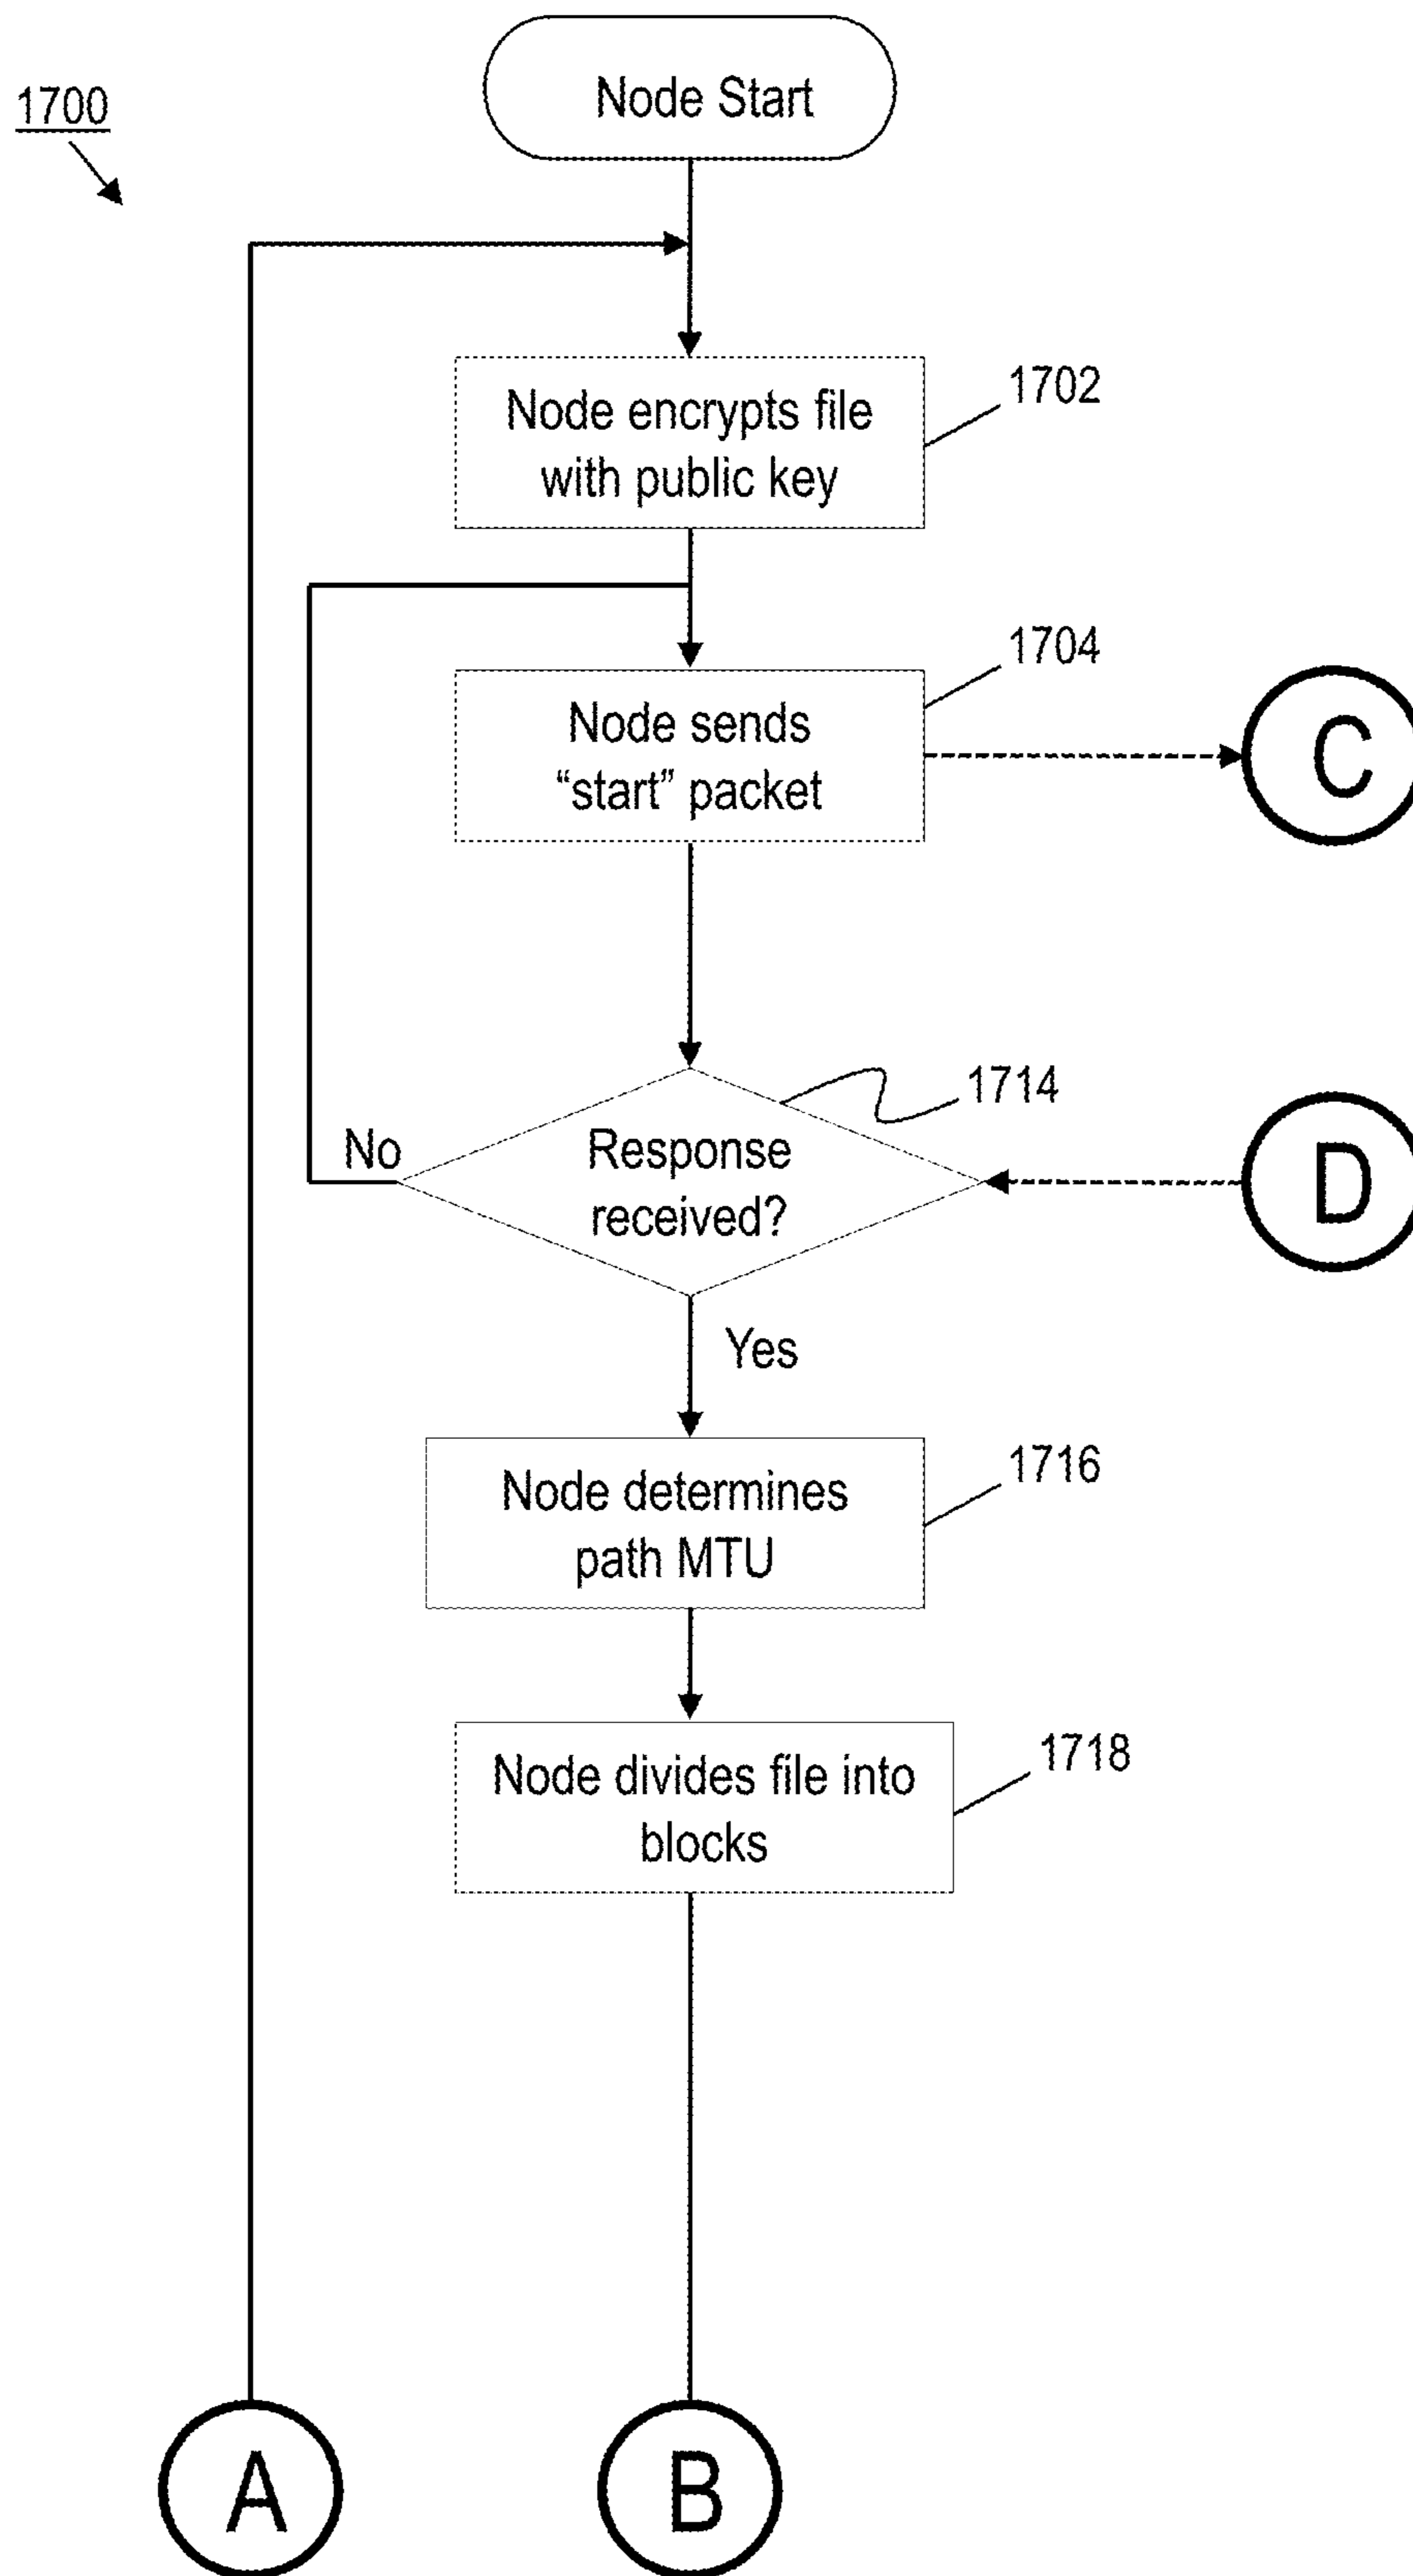 Node Start
1700
1702
Node encrypts file
with public key
1704
Node sends
“start” packet
C
1714
No
Response
received?
D
Yes
1716
Node determines
path MTU
1718
Node divides file into
blocks
A
B